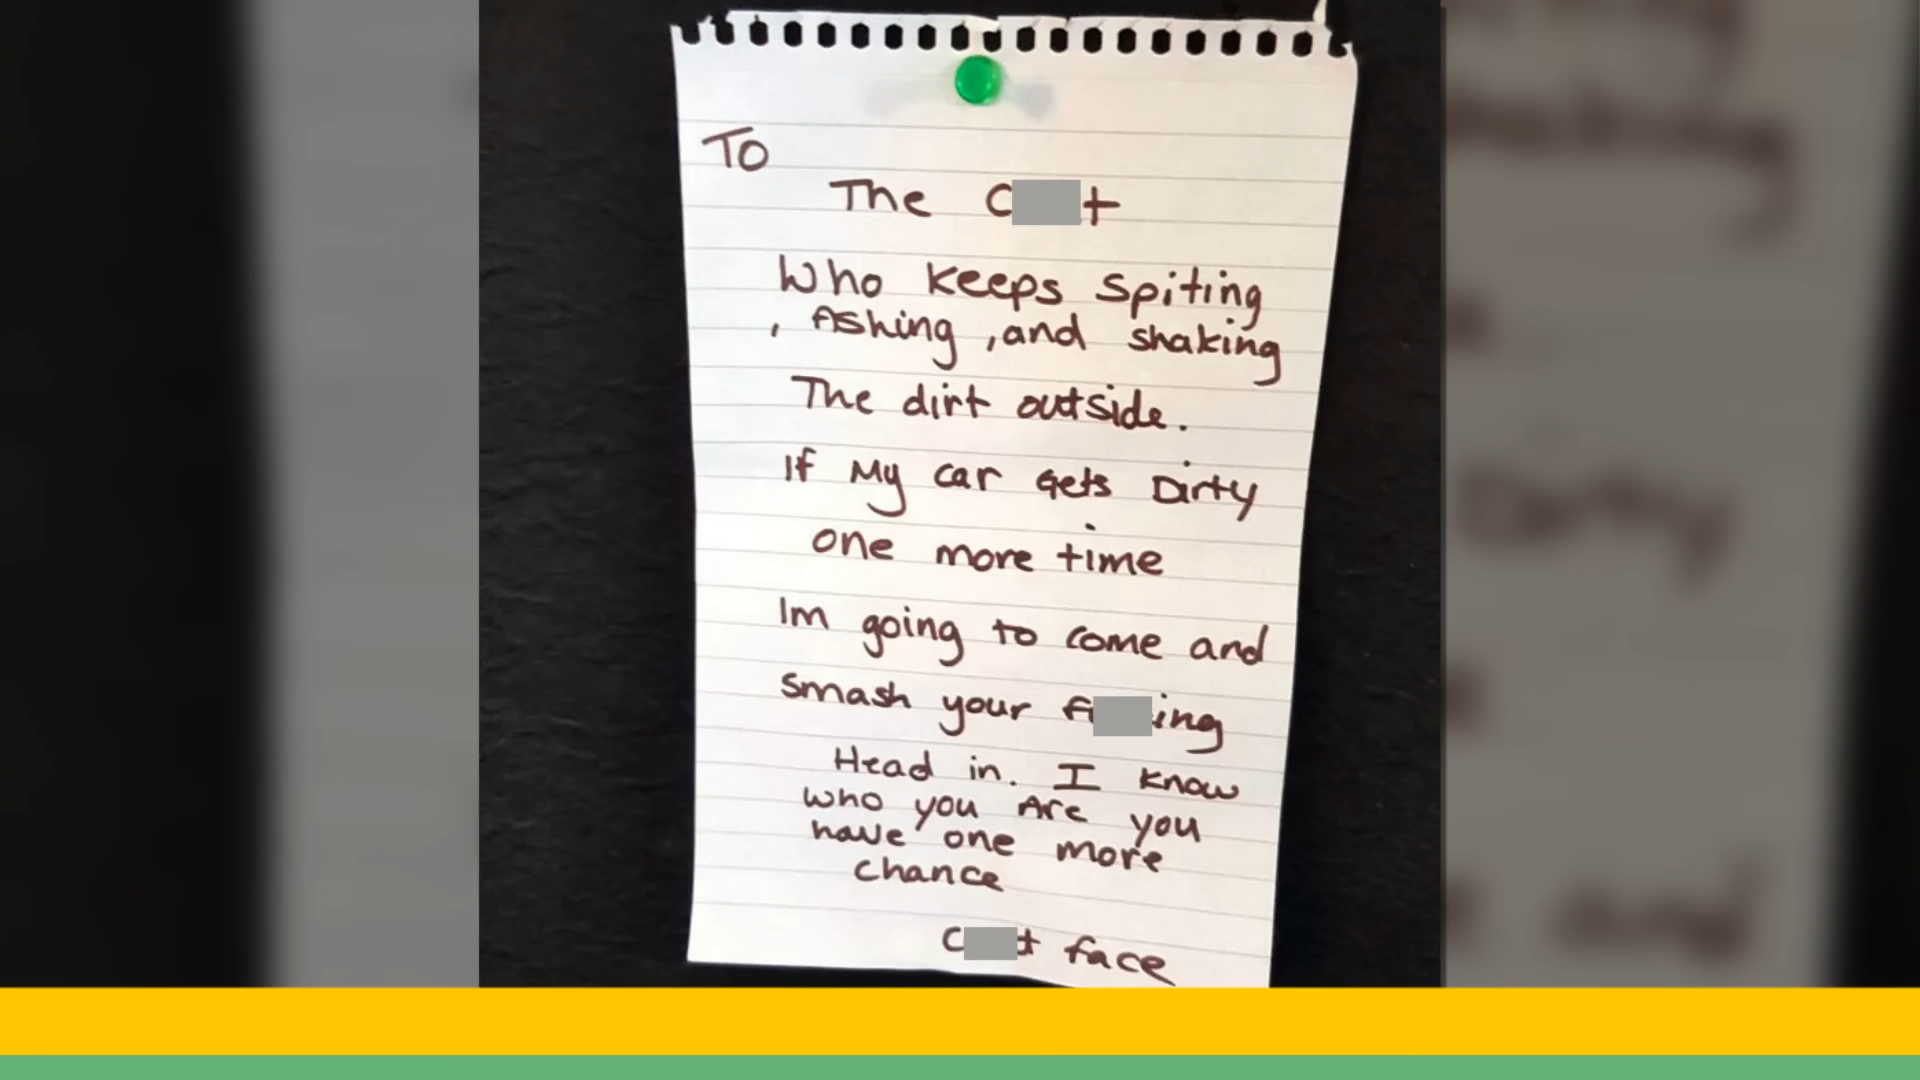 To
The C t
Who keeps Spiting
, Ashing ,and shaking
The dirt outside.
If My car Gets Dirty
one more time
Im going to come and
smash your f ing
Head in. I know
who you Are you
have one more
chance
C t face